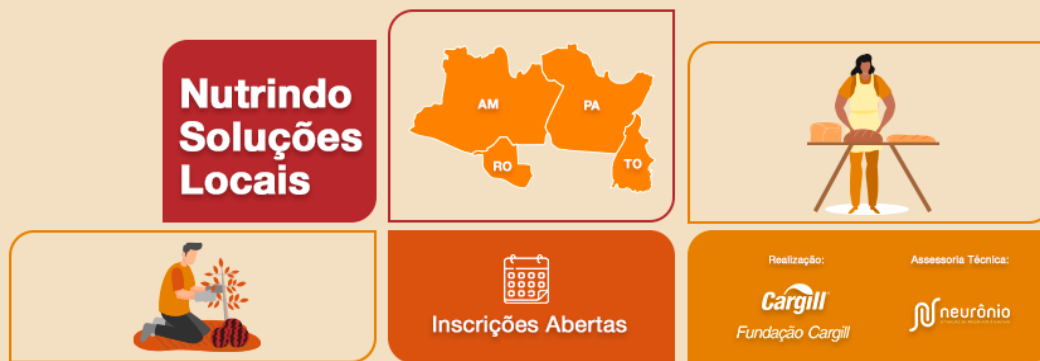 Nutrindo
Soluções
Locais
AM
PA
RO
TO
Inscrições Abertas
Realização:
Cargill
Fundação Cargill
Assessoria Técnica:
neurônio